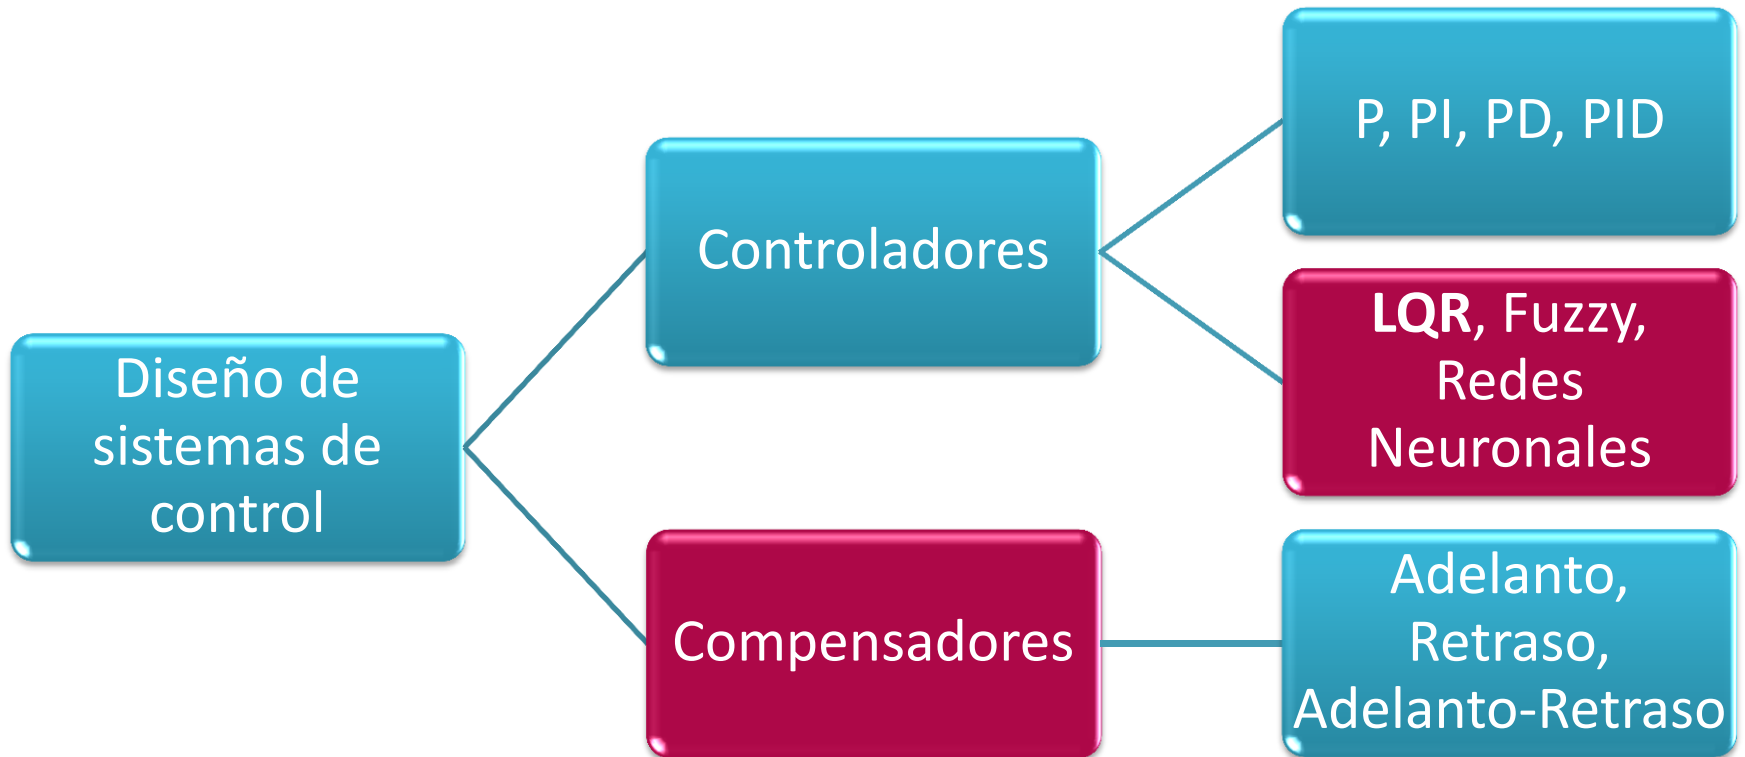 Diseño de
sistemas de
control
Controladores
P, PI, PD, PID
LQR, Fuzzy,
Redes
Neuronales
Compensadores
Adelanto,
Retraso,
Adelanto-Retraso